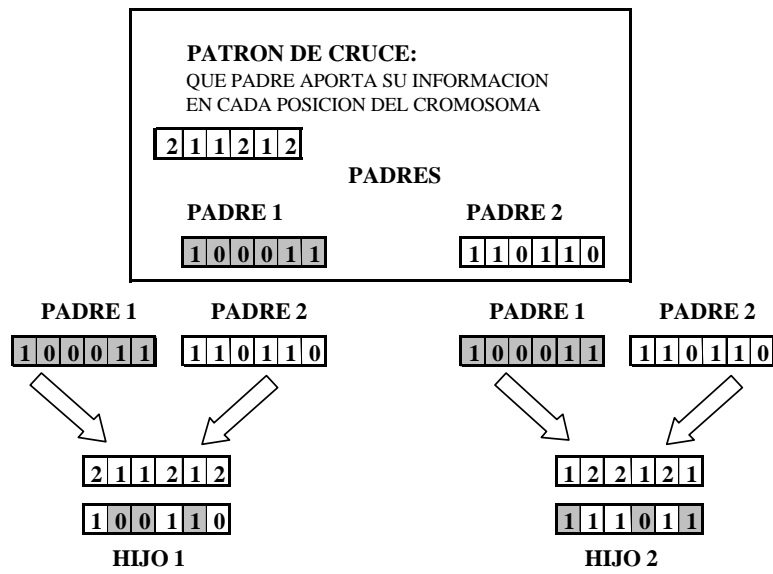 PATRON DE CRUCE:
QUE PADRE APORTA SU INFORMACION
EN CADA POSICION DEL CROMOSOMA
2 1 1 2 1 2
PADRES
PADRE 1 PADRE 2
1 0 0 0 1 1 1 1 0 1 1 0
PADRE 1 PADRE 2 PADRE 1 PADRE 2
1 0 0 0 1 1 1 1 0 1 1 0 1 0 0 0 1 1 1 1 0 1 1 0
2 1 1 2 1 2 1 2 2 1 2 1
1 0 0 1 1 0 1 1 1 0 1 1
HIJO 1 HIJO 2